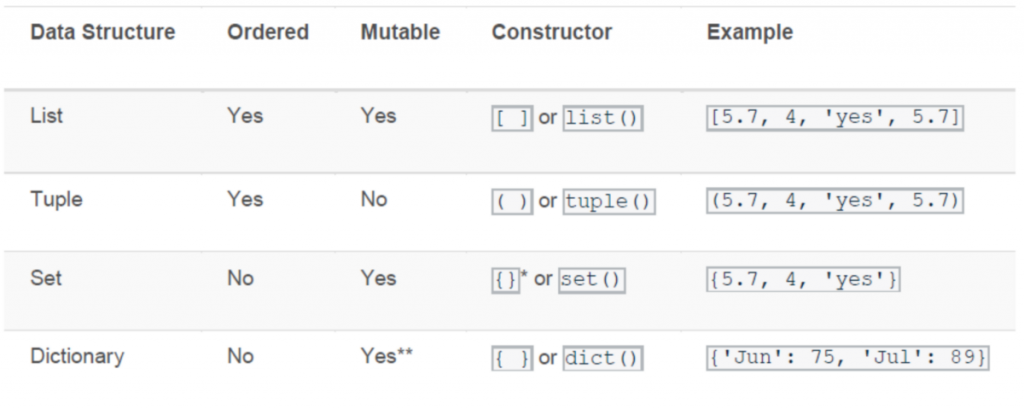 Data Structure Ordered Mutable Constructor Example
List Yes Yes [ ] or list() [5.7, 4, 'yes', 5.7]
Tuple Yes No ( ) or tuple() (5.7, 4, 'yes', 5.7)
Set No Yes {}* or set() {5.7, 4, 'yes'}
Dictionary No Yes** { } or dict() {'Jun': 75, 'Jul': 89}